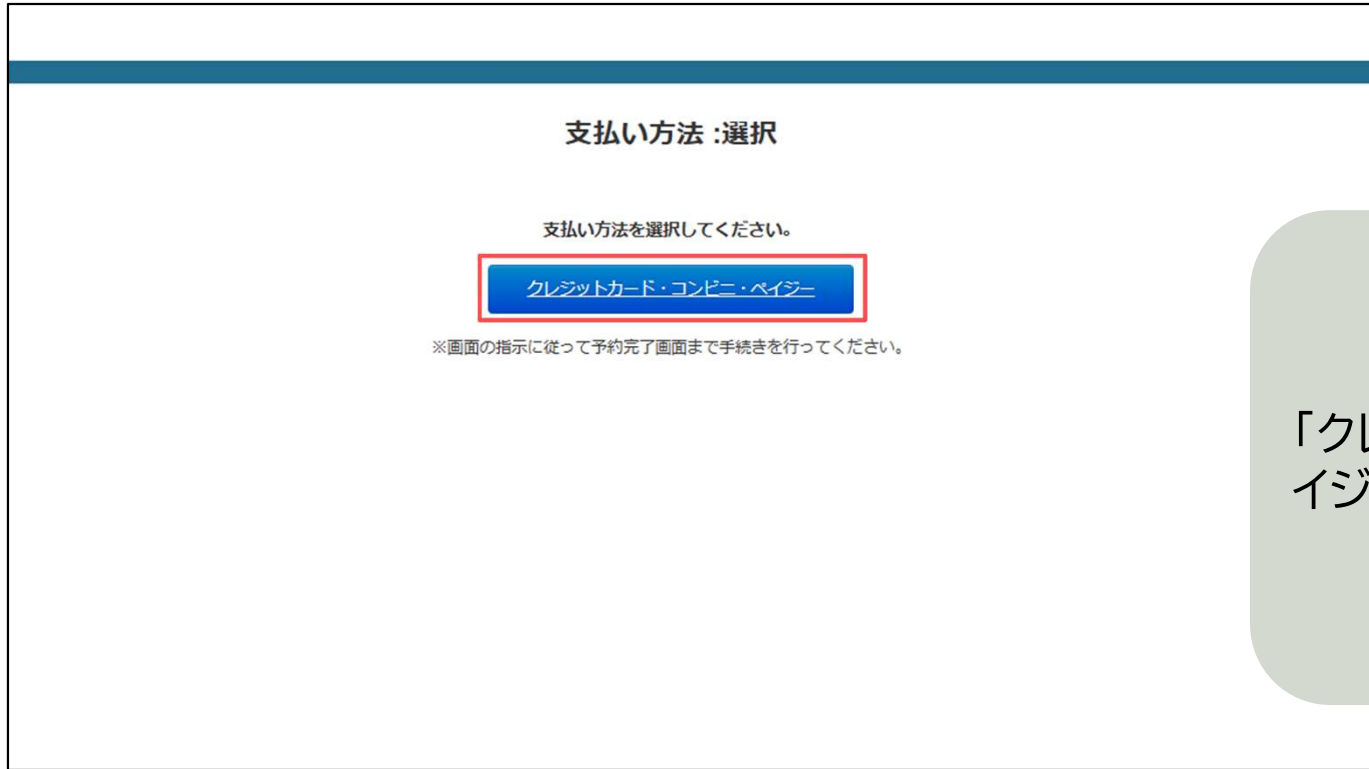 支払い方法 :選択
支払い方法を選択してください。
クレジットカード・コンビニ・ペイジー
※画面の指示に従って予約完了画面まで手続きを行ってください。
「ク
イジ